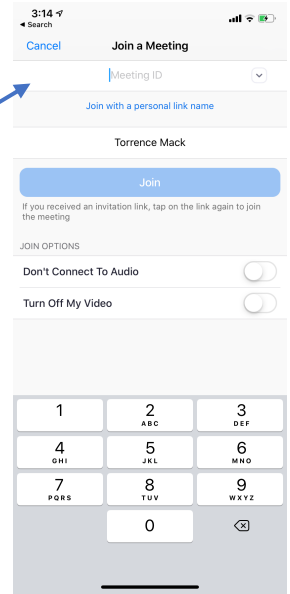 3:14
Search
Cancel
Join a Meeting
Meeting ID
Join with a personal link name
Torrence Mack
Join
If you received an invitation link, tap on the link again to join
the meeting
JOIN OPTIONS
Don't Connect To Audio
Turn Off My Video
1
2
3
ABC
DEF
4
5
6
GHI
JKL
MNO
7
8
9
PQRS
TUV
WXYZ
0